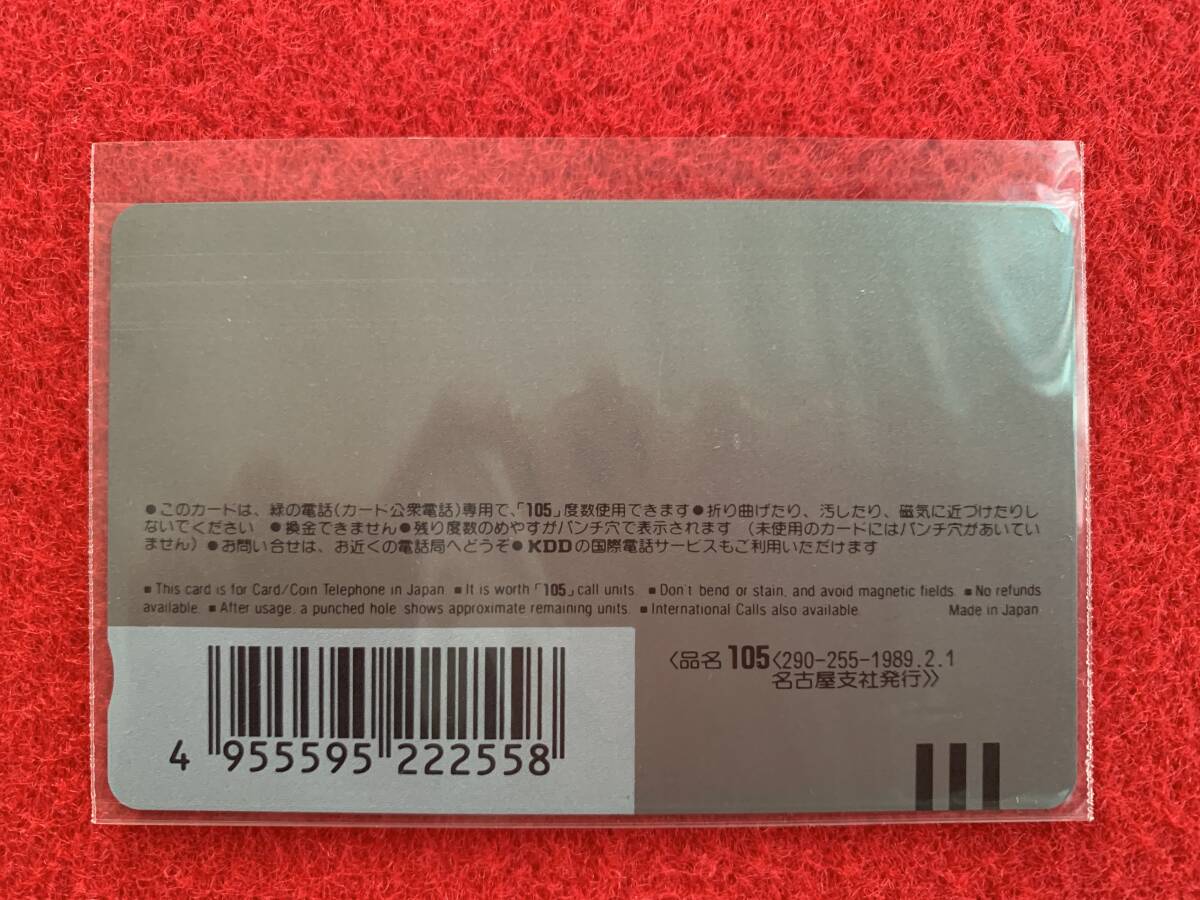 ●このカードは、緑の電話(カード公衆電話)専用で、「105」度数使用できます●折り曲げたり、汚したり、磁気に近づけたりし
ないでください ●換金できません●残り度数のめやすがパンチ穴で表示されます (未使用のカードにはパンチ穴があいてい
ません)●お問い合せは、お近くの電話局へどうぞ●KDDの国際電話サービスもご利用いただけます
■This card is for Card/Coin Telephone in Japan ■It is worth「105」call units ■Don't bend or stain, and avoid magnetic fields ■No refunds
available. ■After usage, a punched hole shows approximate remaining units. ■International Calls also available. Made in Japan
〈品名 105〈290-255-1989.2.1
名古屋支社発行》〉
4 955595 222558